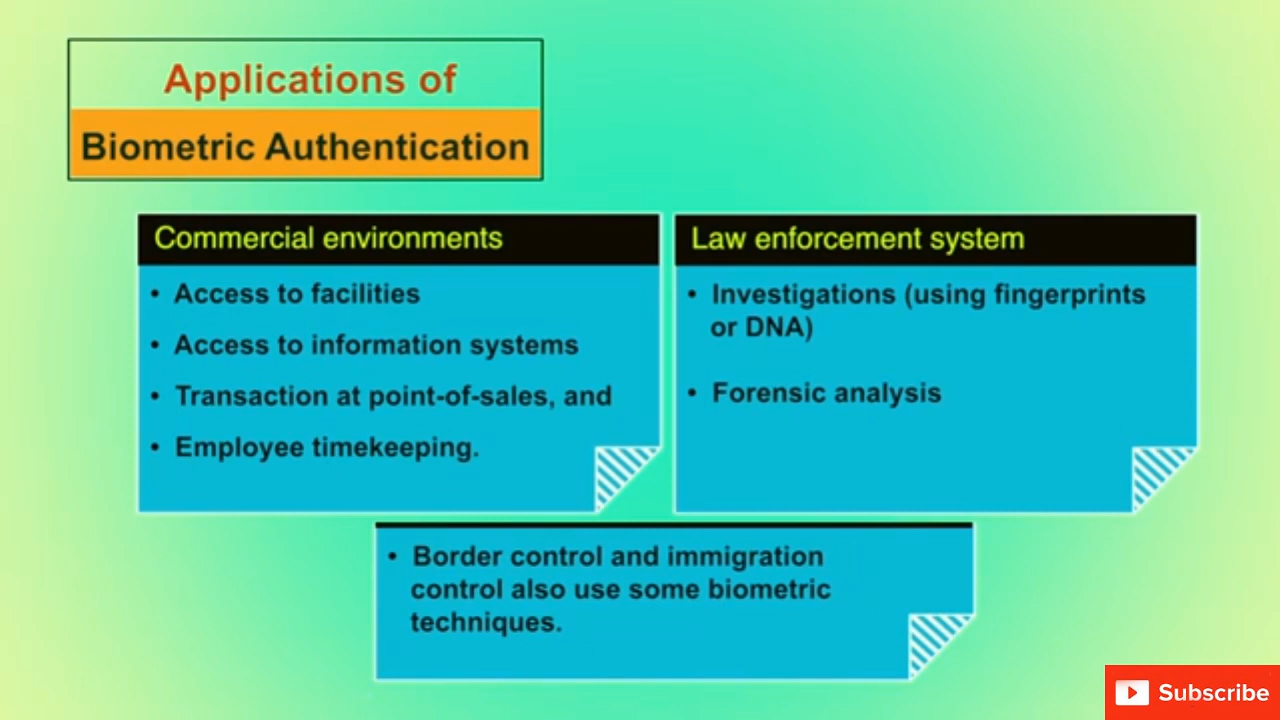 Applications of
Biometric Authentication
Commercial environments
• Access to facilities
• Access to information systems
• Transaction at point-of-sales, and
• Employee timekeeping.
Law enforcement system
• Investigations (using fingerprints
or DNA)
• Forensic analysis
• Border control and immigration
control also use some biometric
techniques.
Subscribe